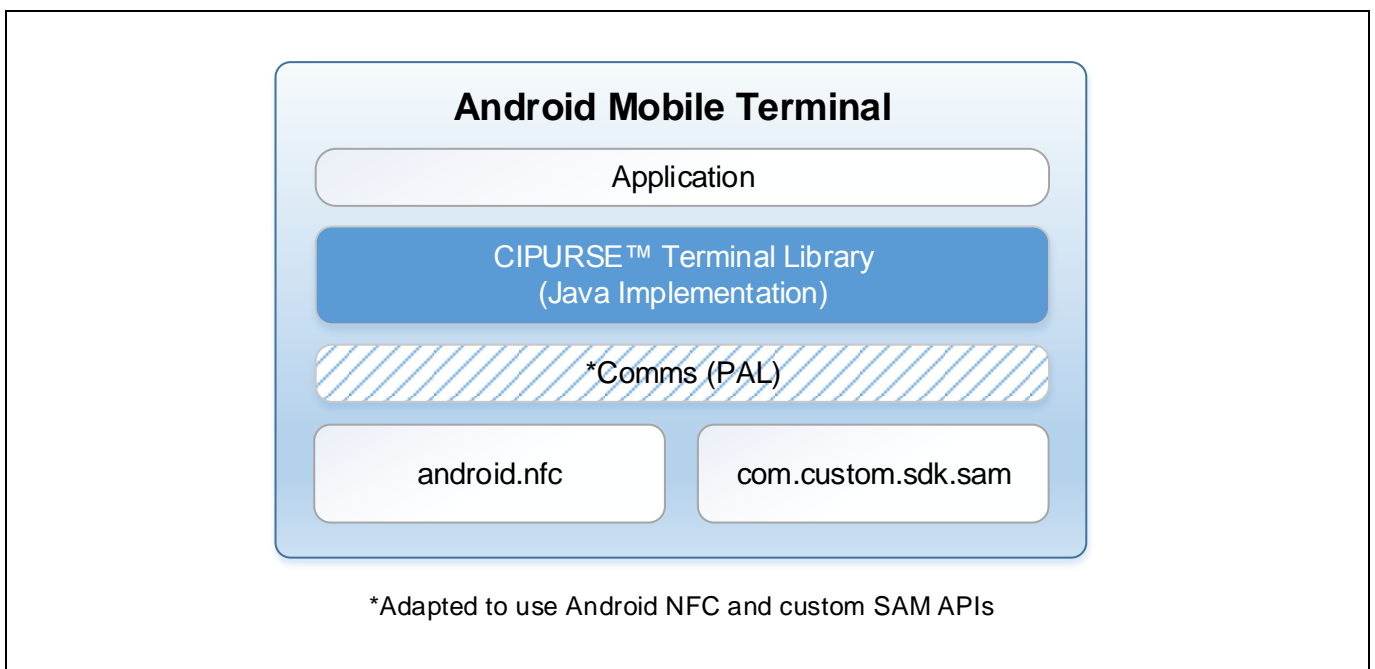 Android Mobile Terminal
Application
CIPURSE™ Terminal Library
(Java Implementation)
*Comms (PAL)
android.nfc
com.custom.sdk.sam
*Adapted to use Android NFC and custom SAM APIs